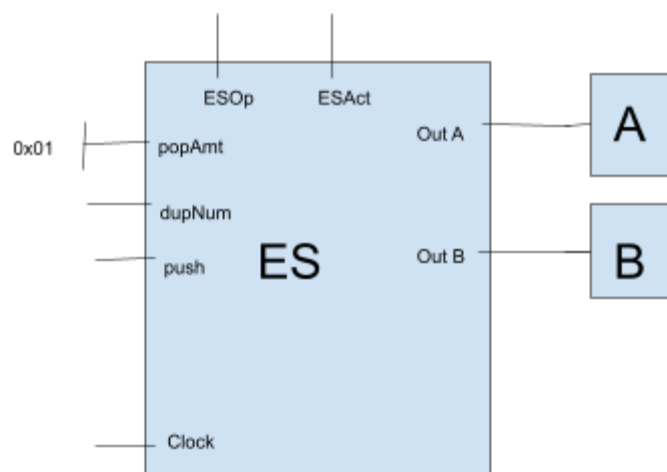 ESOp
ESAct
0x01
popAmt
Out A
A
dupNum
push
ES
Out B
B
Clock